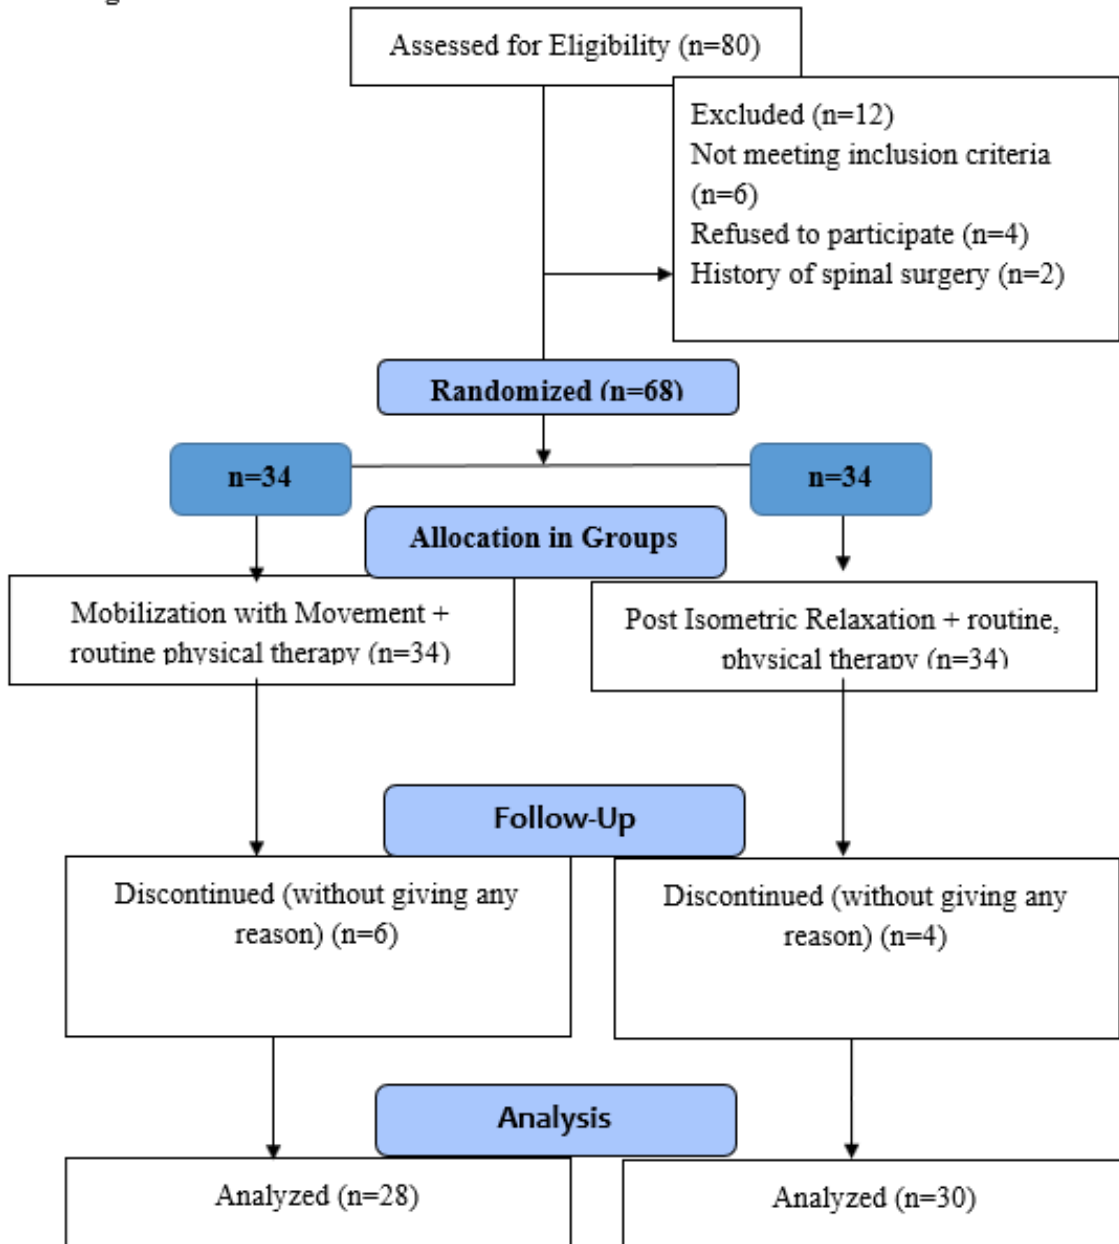 Assessed for Eligibility (n=80)
Excluded (n=12)
Not meeting inclusion criteria
(n=6)
Refused to participate (n=4)
History of spinal surgery (n=2)
Randomized (n=68)
n=34
n=34
Allocation in Groups
Mobilization with Movement +
routine physical therapy (n=34)
Post Isometric Relaxation + routine,
physical therapy (n=34)
Follow-Up
Discontinued (without giving any
reason) (n=6)
Discontinued (without giving any
reason) (n=4)
Analysis
Analyzed (n=28)
Analyzed (n=30)